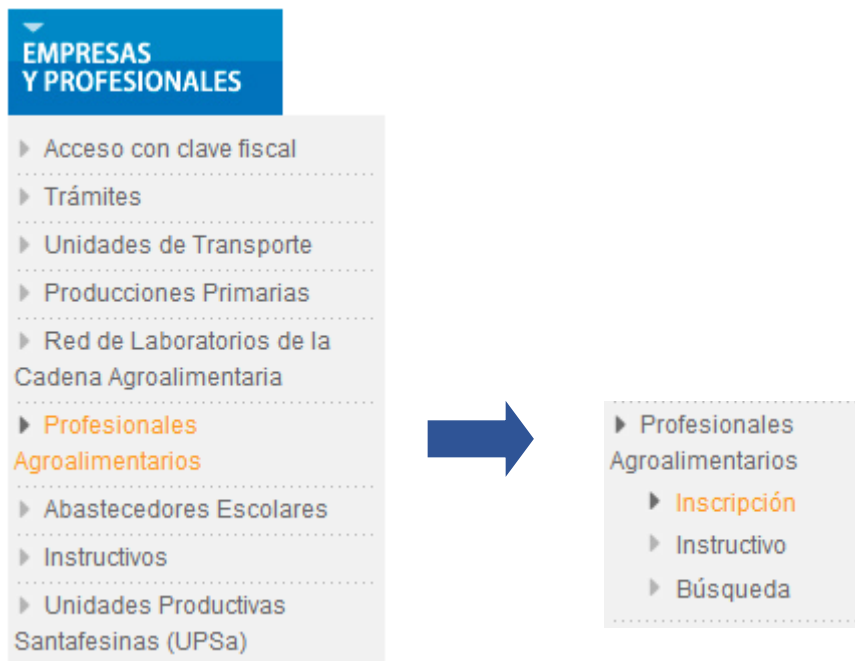 EMPRESAS
Y PROFESIONALES
Acceso con clave fiscal
Trámites
Unidades de Transporte
Producciones Primarias
Red de Laboratorios de la
Cadena Agroalimentaria
Profesionales
Agroalimentarios
Abastecedores Escolares
Instructivos
Unidades Productivas
Santafesinas (UPSa)
Profesionales
Agroalimentarios
Inscripción
Instructivo
Búsqueda